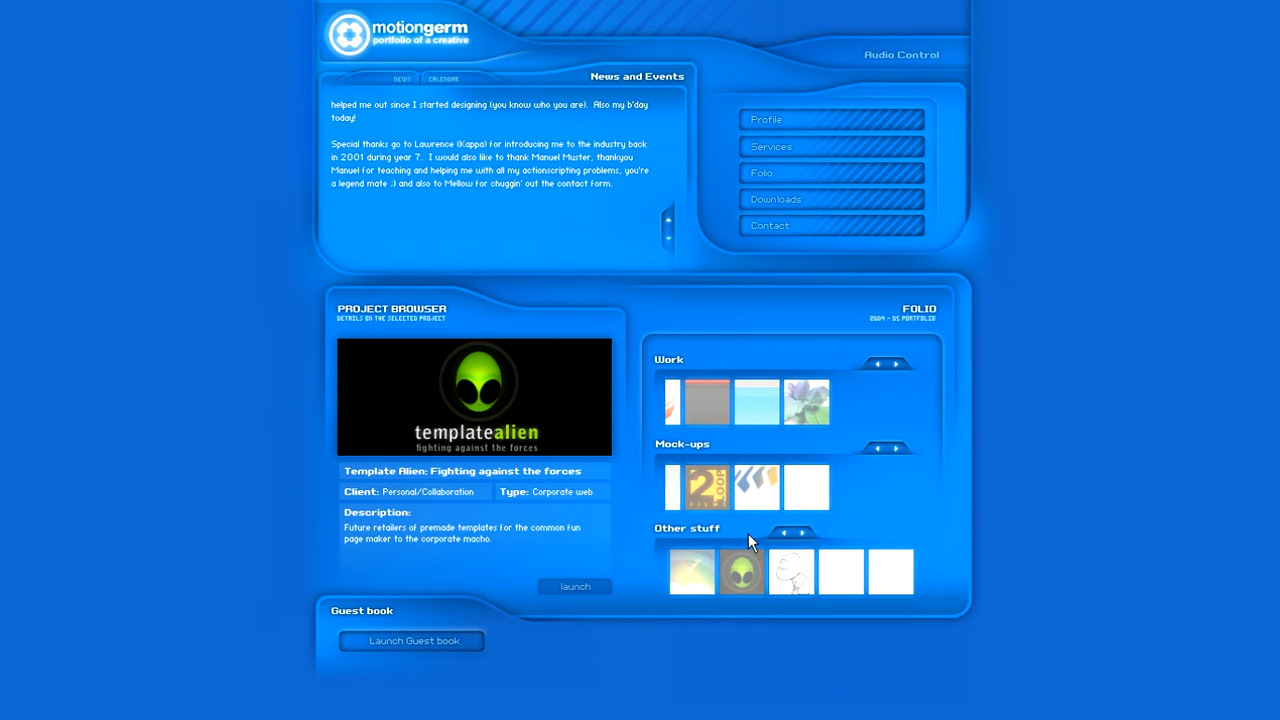 motiongerm
portfolio of a creative
Audio Control
NEWS
CALENDAR
News and Events
helped me out since I started designing (you know who you are). Also my b'day
today!
Special thanks go to Lawrence (Kappa) for introducing me to the industry back
in 2001 during year 7. I would also like to thank Manuel Muster, thankyou
Manuel for teaching and helping me with all my actionscripting problems, you're
a legend mate :) and also to Mellow for chuggin' out the contact form.
Profile
Services
Folio
Downloads
Contact
PROJECT BROWSER
DETAILS ON THE SELECTED PROJECT
templatealien
fighting against the forces
Template Alien: Fighting against the forces
Client: Personal/Collaboration
Type: Corporate web
Description:
Future retailers of premade templates for the common fun
page maker to the corporate macho.
launch
FOLIO
2004 - 05 PORTFOLIO
Work
Mock-ups
2 LOOP
FILMS
Other stuff
Guest book
Launch Guest book